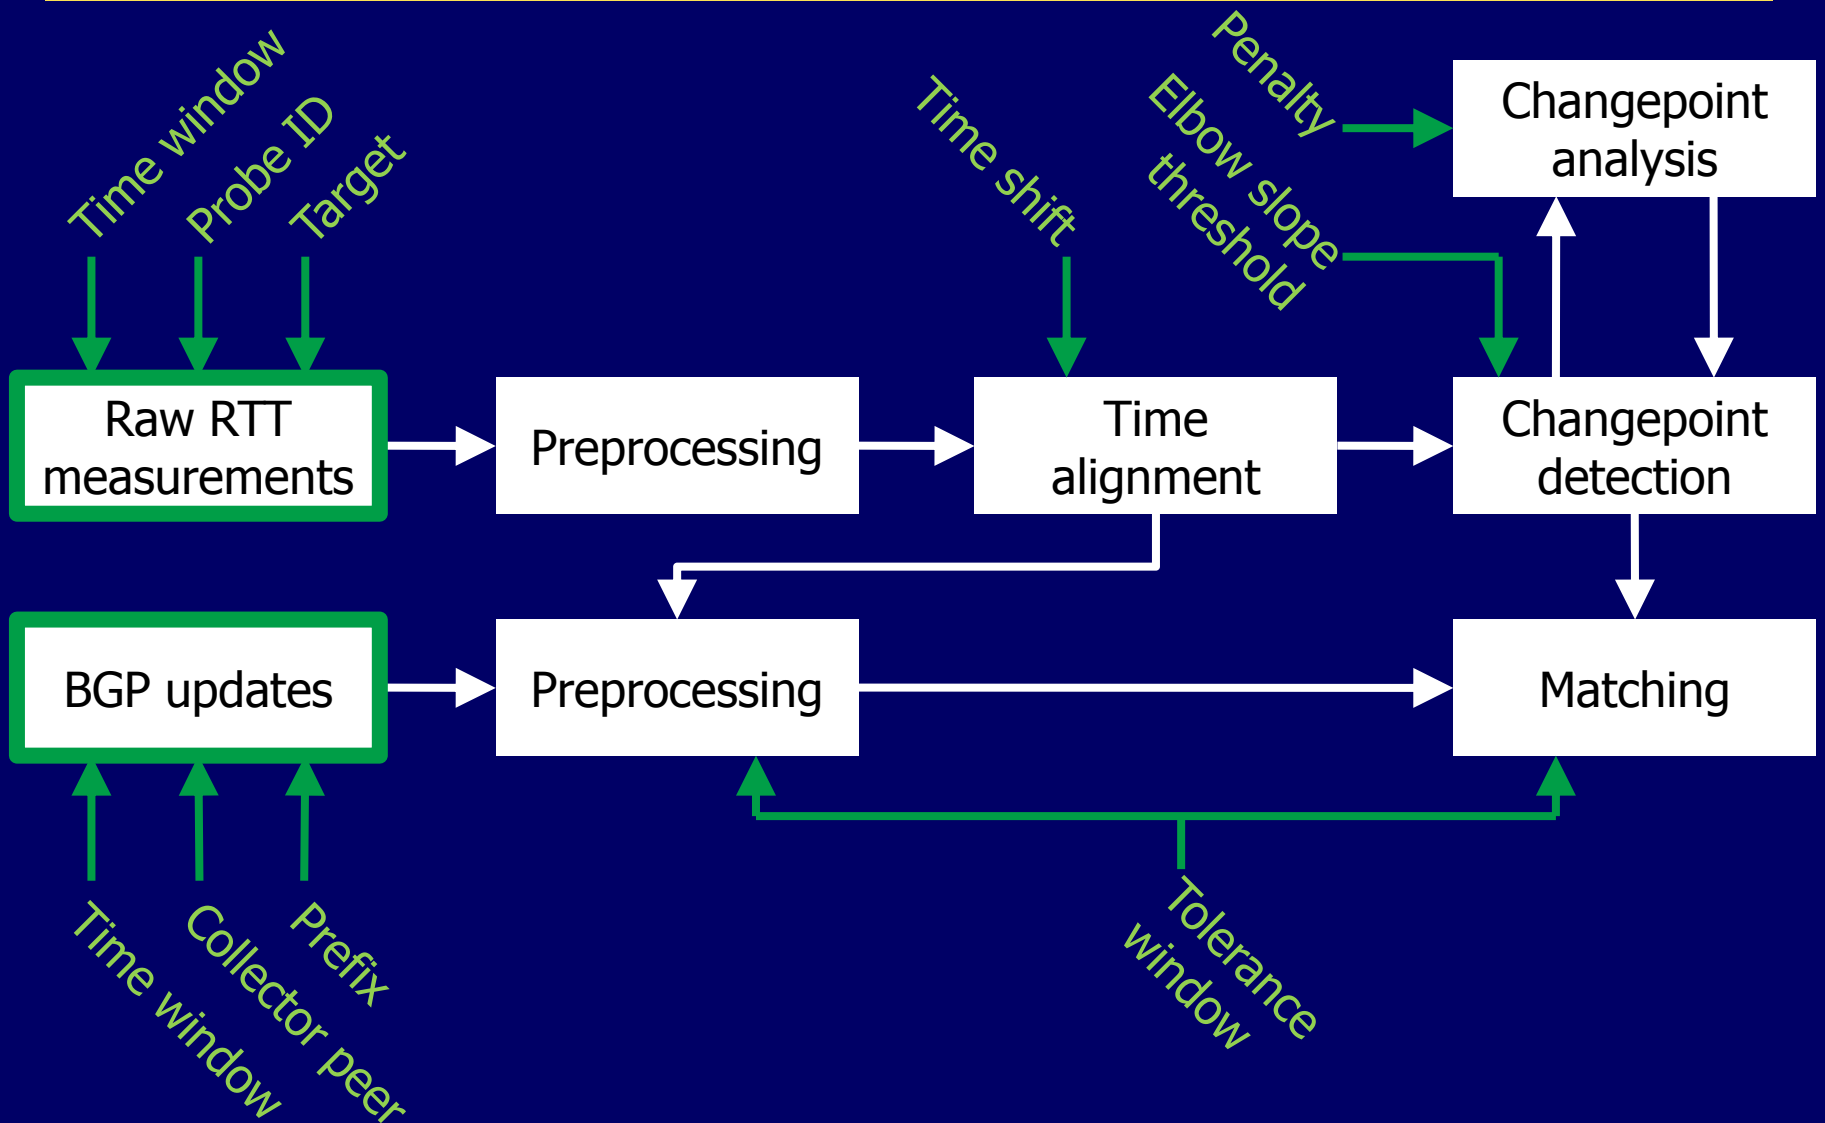 Time window
Probe ID
Target
Time shift
Penalty
Elbow slope
threshold
Changepoint
analysis
Raw RTT
measurements
Preprocessing
Time
alignment
Changepoint
detection
BGP updates
Preprocessing
Matching
Time window
Collector peer
Prefix
Tolerance
window